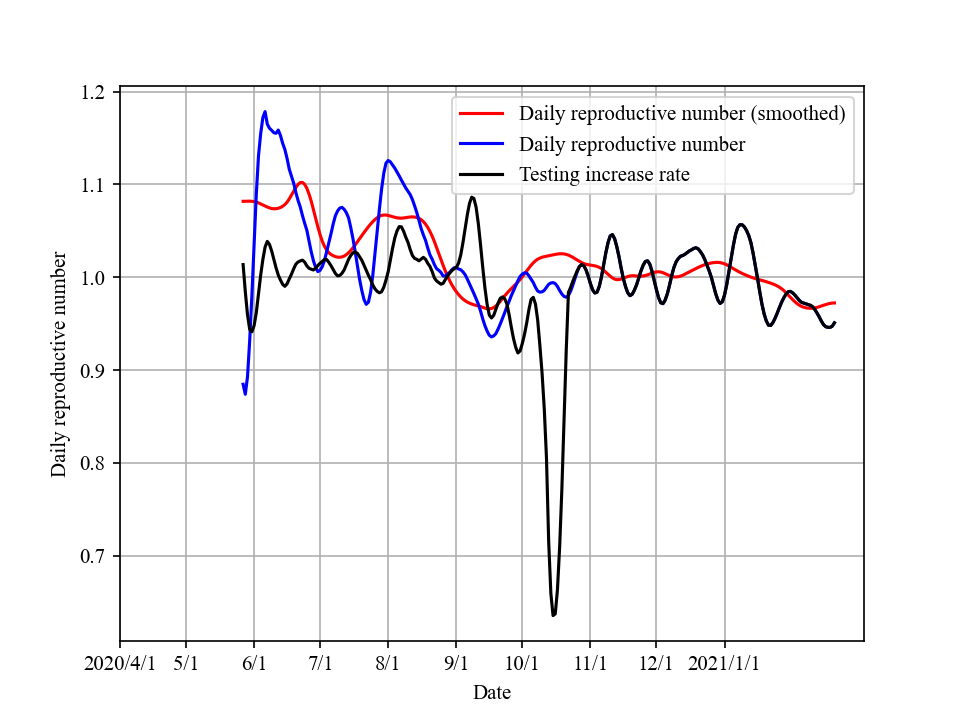 1.2
1.1
1.0
0.9
0.8
0.7
Daily reproductive number
Daily reproductive number (smoothed)
Daily reproductive number
Testing increase rate
2020/4/1 5/1 6/1 7/1 8/1 9/1 10/1 11/1 12/1 2021/1/1
Date